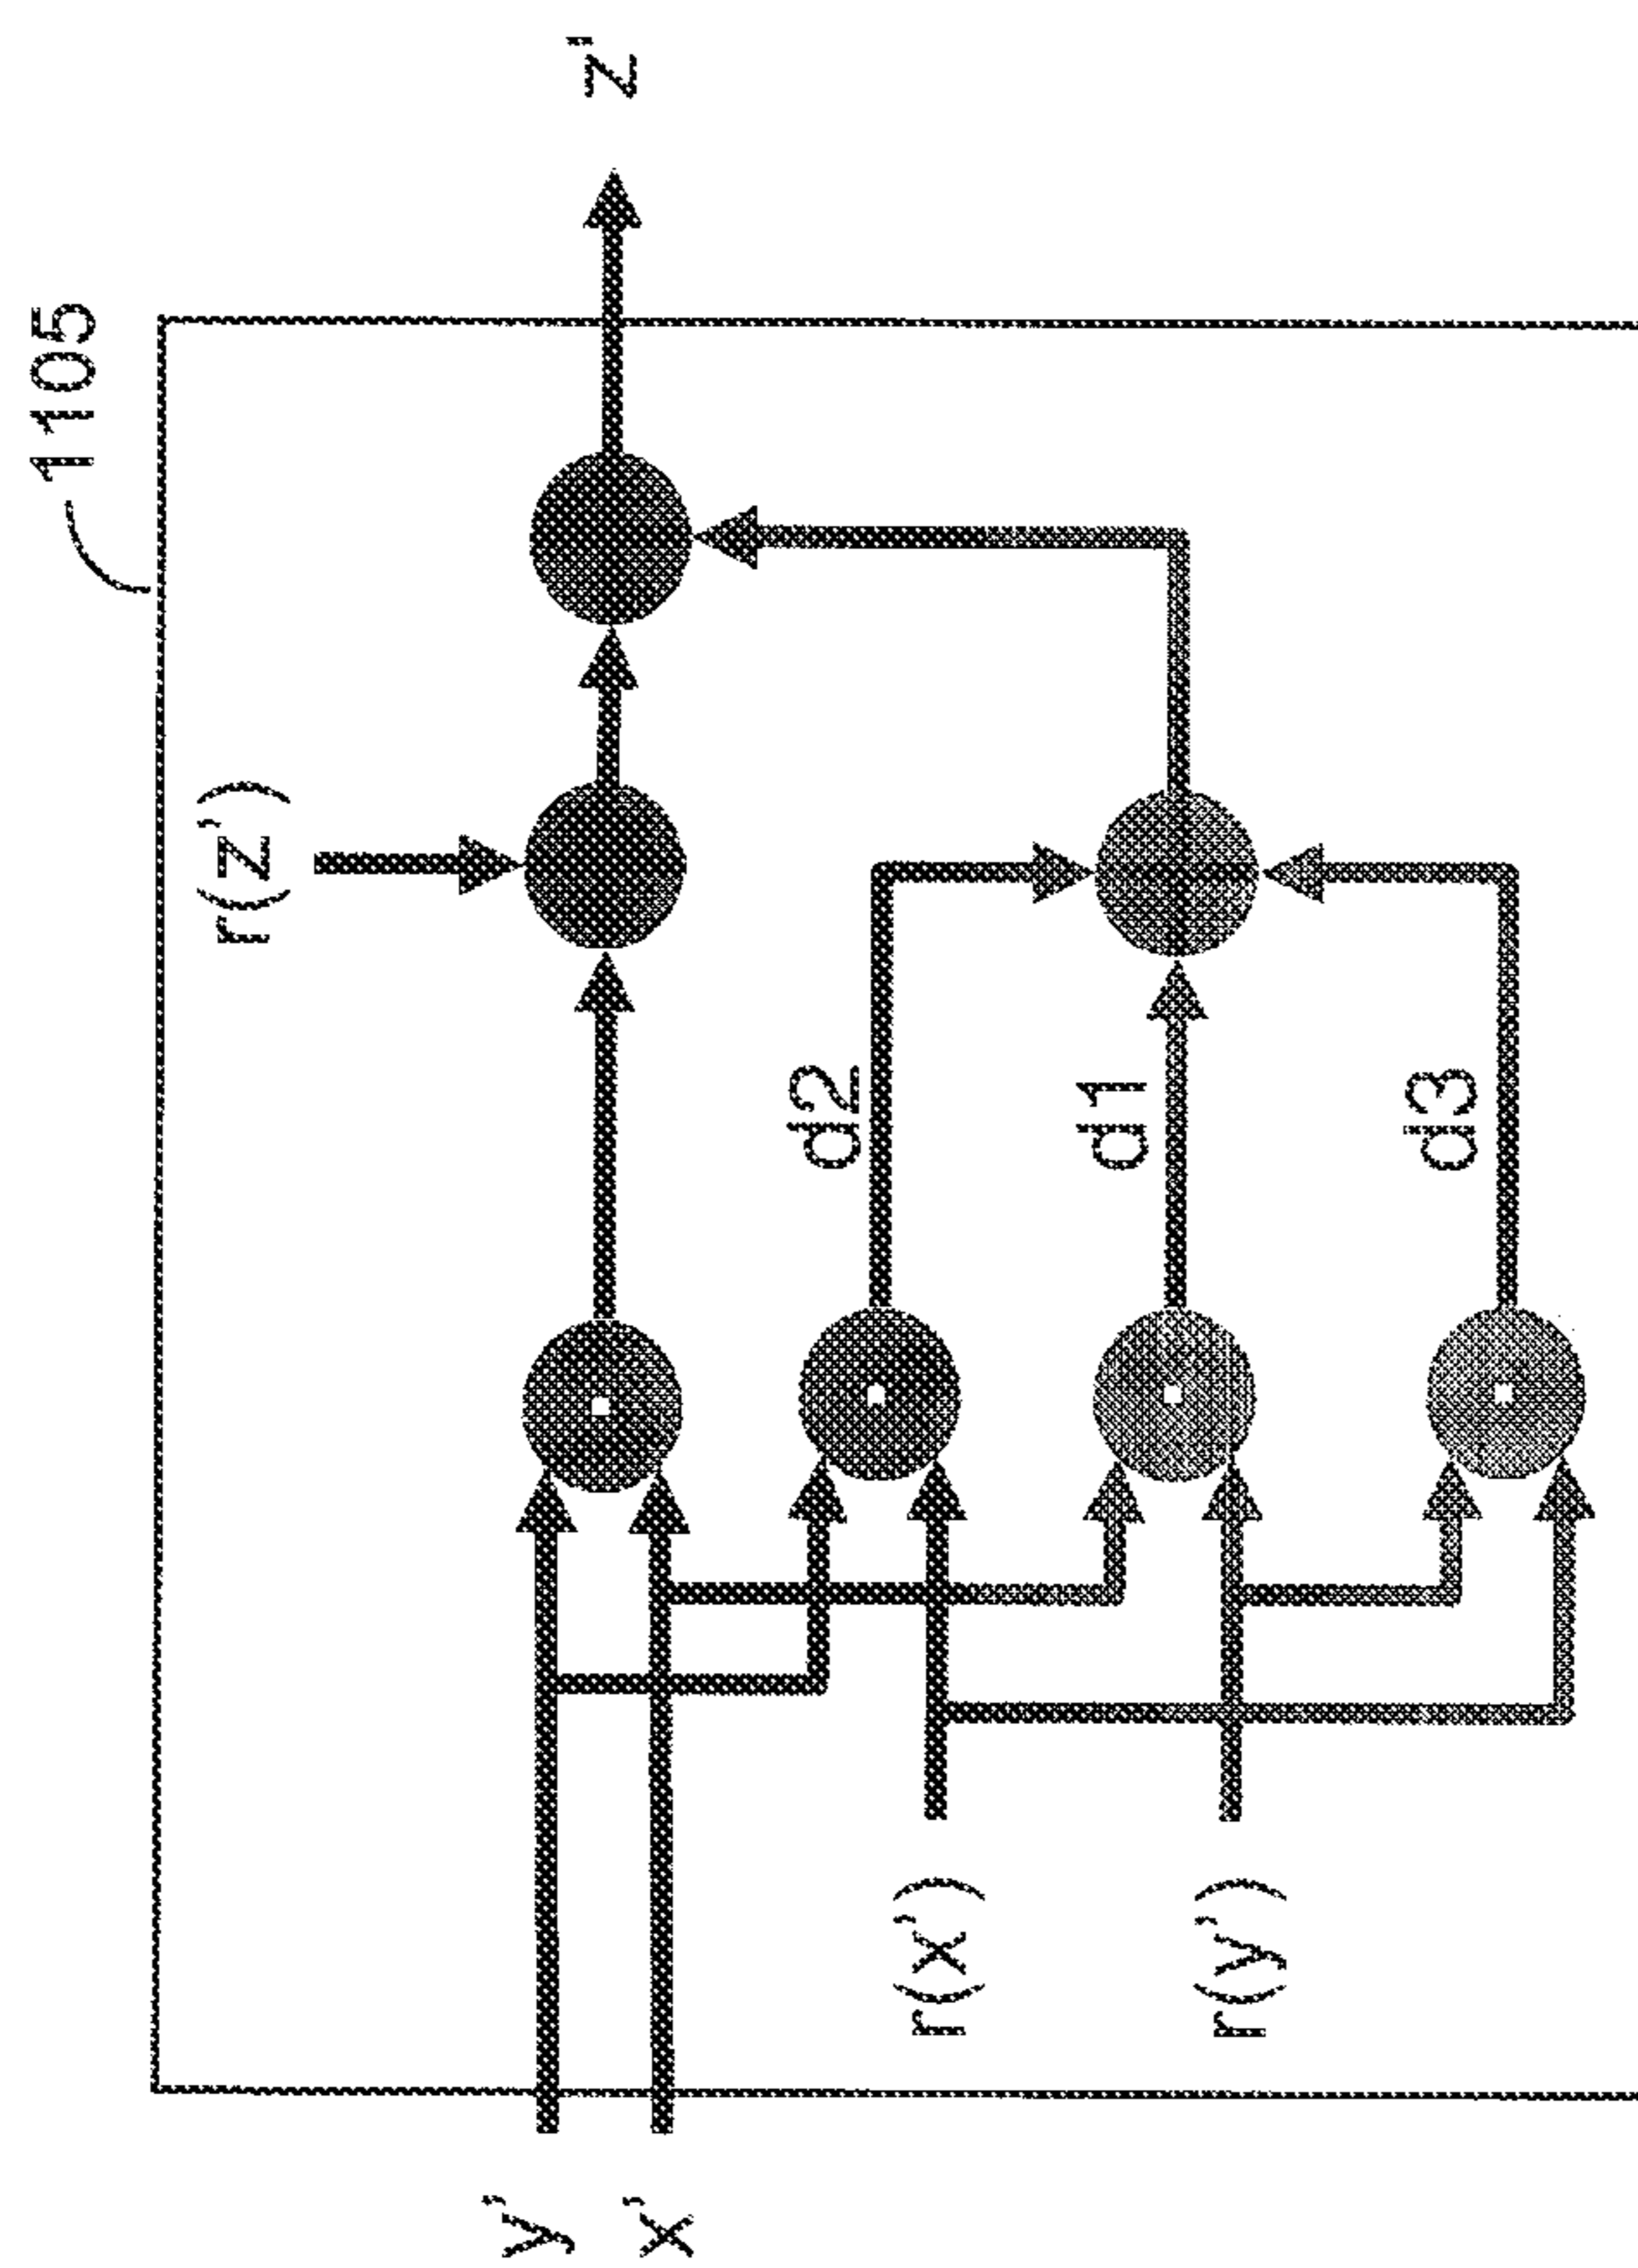 1105
z'
r(z')
d2
d1
d3
y'
x'
r(x')
r(y')